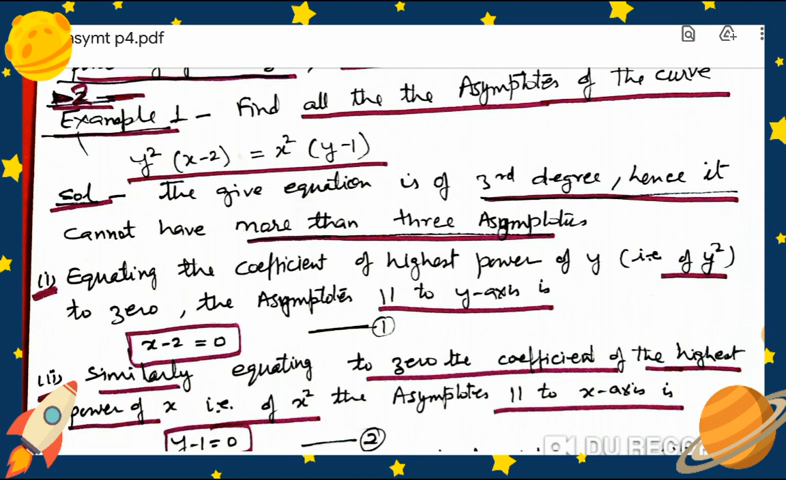 asymt p4.pdf
Example 1 - Find all the the Asymptotes of the curve
y² (x-2) = x² (y-1)
Sol - the give equation is of 3rd degree, hence it
cannot have more than three Asymptotes
(i) Equating the coefficient of highest power of y (i.e of y²)
to zero, the Asymptotes || to y-axis is
x-2 = 0 ——— ①
(ii) Similarly equating to zero the coefficient of the highest
power of x i.e. of x² the Asymptotes || to x-axis is
y-1=0 ——— ②
DU RECO